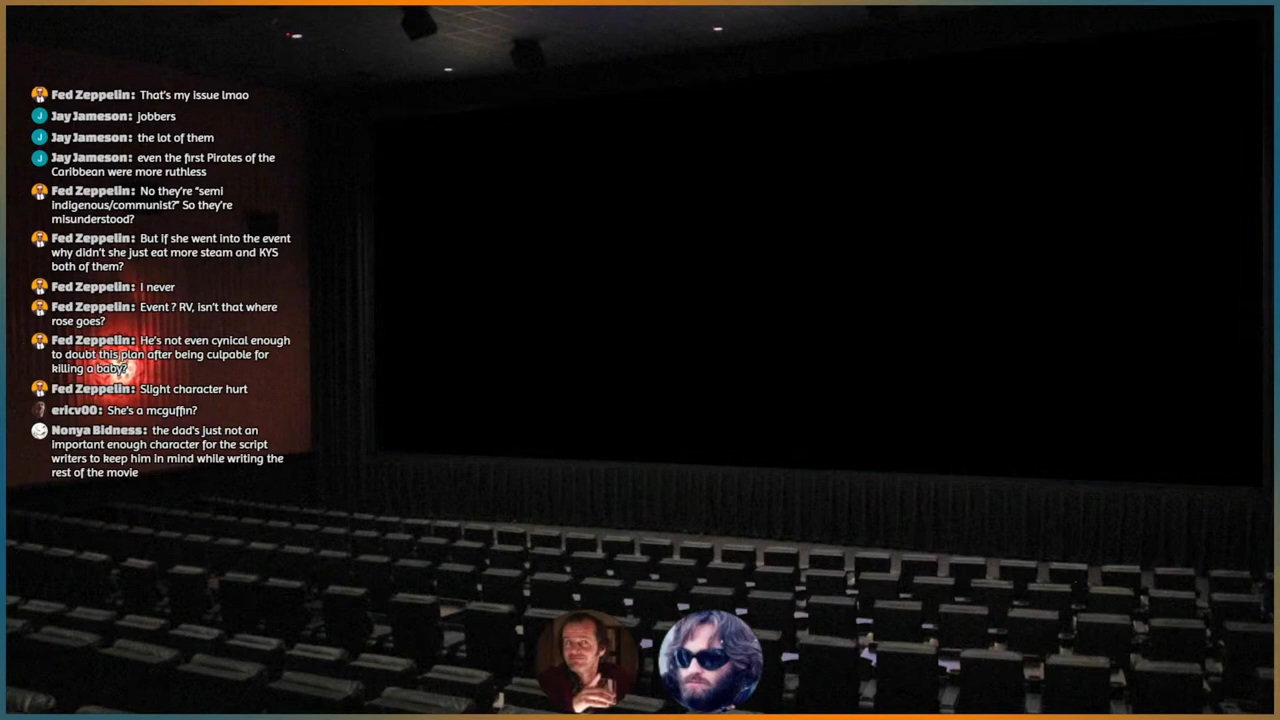 Fed Zeppelin: That's my issue lmao
J Jay Jameson: jobbers
J Jay Jameson: the lot of them
J Jay Jameson: even the first Pirates of the
Caribbean were more ruthless
Fed Zeppelin: No they're "semi
indigenous/communist?" So they're
misunderstood?
Fed Zeppelin: But if she went into the event
why didn't she just eat more steam and KYS
both of them?
Fed Zeppelin: I never
Fed Zeppelin: Event ? RV, isn't that where
rose goes?
Fed Zeppelin: He's not even cynical enough
to doubt this plan after being culpable for
killing a baby?
Fed Zeppelin: Slight character hurt
ericv00: She's a mcguffin?
Nonya Bidness: the dad's just not an
important enough character for the script
writers to keep him in mind while writing the
rest of the movie